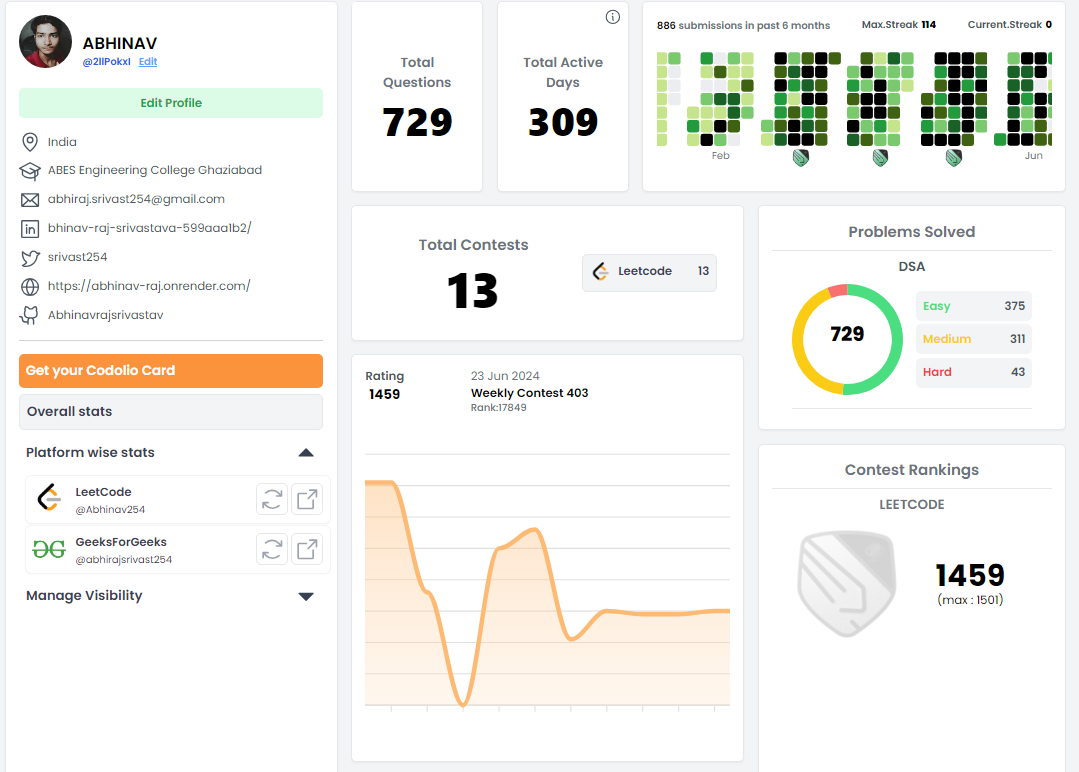 ABHINAV
@2llPokxl Edit
Edit Profile
India
ABES Engineering College Ghaziabad
abhiraj.srivast254@gmail.com
bhinav-raj-srivastava-599aaa1b2/
srivast254
https://abhinav-raj.onrender.com/
Abhinavrajsrivastav
Get your Codolio Card
Overall stats
Platform wise stats
LeetCode
@Abhinav254
GeeksForGeeks
@abhirajsrivast254
Manage Visibility
Total
Questions
729
Total Active
Days
309
886 submissions in past 6 months Max.Streak 114 Current.Streak 0
Feb Jun
Total Contests
13
Leetcode 13
Rating
1459
23 Jun 2024
Weekly Contest 403
Rank:17849
Problems Solved
DSA
729
Easy 375
Medium 311
Hard 43
Contest Rankings
LEETCODE
1459
(max : 1501)